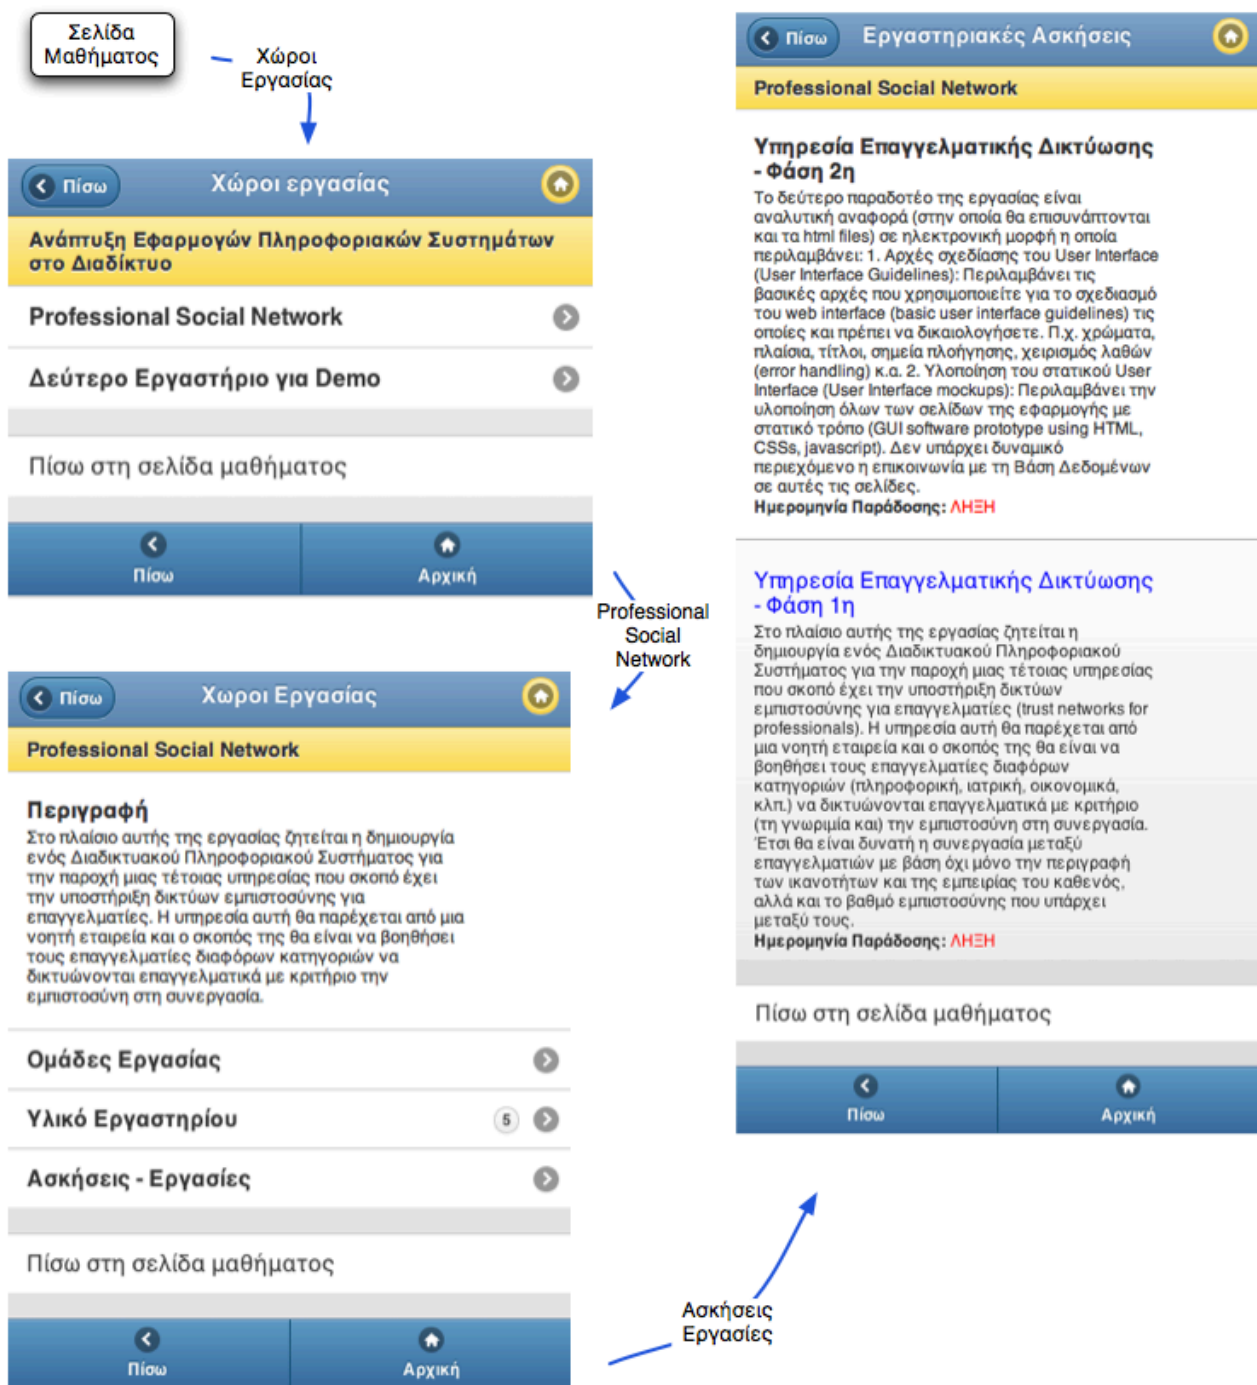 Σελίδα
Μαθήματος
Χώροι
Εργασίας
Πίσω
Χώροι εργασίας
Ανάπτυξη Εφαρμογών Πληροφοριακών Συστημάτων
στο Διαδίκτυο
Professional Social Network
Δεύτερο Εργαστήριο για Demo
Πίσω στη σελίδα μαθήματος
Πίσω
Αρχική
Professional
Social
Network
Πίσω
Χωροι Εργασίας
Professional Social Network
Περιγραφή
Στο πλαίσιο αυτής της εργασίας ζητείται η δημιουργία
ενός Διαδικτυακού Πληροφοριακού Συστήματος για
την παροχή μιας τέτοιας υπηρεσίας που σκοπό έχει
την υποστήριξη δικτύων εμπιστοσύνης για
επαγγελματίες. Η υπηρεσία αυτή θα παρέχεται από μια
νοητή εταιρεία και ο σκοπός της θα είναι να βοηθήσει
τους επαγγελματίες διαφόρων κατηγοριών να
δικτυώνονται επαγγελματικά με κριτήριο την
εμπιστοσύνη στη συνεργασία.
Ομάδες Εργασίας
Υλικό Εργαστηρίου 5
Ασκήσεις - Εργασίες
Πίσω στη σελίδα μαθήματος
Πίσω
Αρχική
Ασκήσεις
Εργασίες
Πίσω
Εργαστηριακές Ασκήσεις
Professional Social Network
Υπηρεσία Επαγγελματικής Δικτύωσης
- Φάση 2η
Το δεύτερο παραδοτέο της εργασίας είναι
αναλυτική αναφορά (στην οποία θα επισυνάπτονται
και τα html files) σε ηλεκτρονική μορφή η οποία
περιλαμβάνει: 1. Αρχές σχεδίασης του User Interface
(User Interface Guidelines): Περιλαμβάνει τις
βασικές αρχές που χρησιμοποιείτε για το σχεδιασμό
του web interface (basic user interface guidelines) τις
οποίες και πρέπει να δικαιολογήσετε. Π.χ. χρώματα,
πλαίσια, τίτλοι, σημεία πλοήγησης, χειρισμός λαθών
(error handling) κ.α. 2. Υλοποίηση του στατικού User
Interface (User Interface mockups): Περιλαμβάνει την
υλοποίηση όλων των σελίδων της εφαρμογής με
στατικό τρόπο (GUI software prototype using HTML,
CSSs, javascript). Δεν υπάρχει δυναμικό
περιεχόμενο η επικοινωνία με τη Βάση Δεδομένων
σε αυτές τις σελίδες.
Ημερομηνία Παράδοσης: ΛΗΞΗ
Υπηρεσία Επαγγελματικής Δικτύωσης
- Φάση 1η
Στο πλαίσιο αυτής της εργασίας ζητείται η
δημιουργία ενός Διαδικτυακού Πληροφοριακού
Συστήματος για την παροχή μιας τέτοιας υπηρεσίας
που σκοπό έχει την υποστήριξη δικτύων
εμπιστοσύνης για επαγγελματίες (trust networks for
professionals). Η υπηρεσία αυτή θα παρέχεται από
μια νοητή εταιρεία και ο σκοπός της θα είναι να
βοηθήσει τους επαγγελματίες διαφόρων
κατηγοριών (πληροφορική, ιατρική, οικονομικά,
κλπ.) να δικτυώνονται επαγγελματικά με κριτήριο
(τη γνωριμία και) την εμπιστοσύνη στη συνεργασία.
Έτσι θα είναι δυνατή η συνεργασία μεταξύ
επαγγελματιών με βάση όχι μόνο την περιγραφή
των ικανοτήτων και της εμπειρίας του καθενός,
αλλά και το βαθμό εμπιστοσύνης που υπάρχει
μεταξύ τους.
Ημερομηνία Παράδοσης: ΛΗΞΗ
Πίσω στη σελίδα μαθήματος
Πίσω
Αρχική